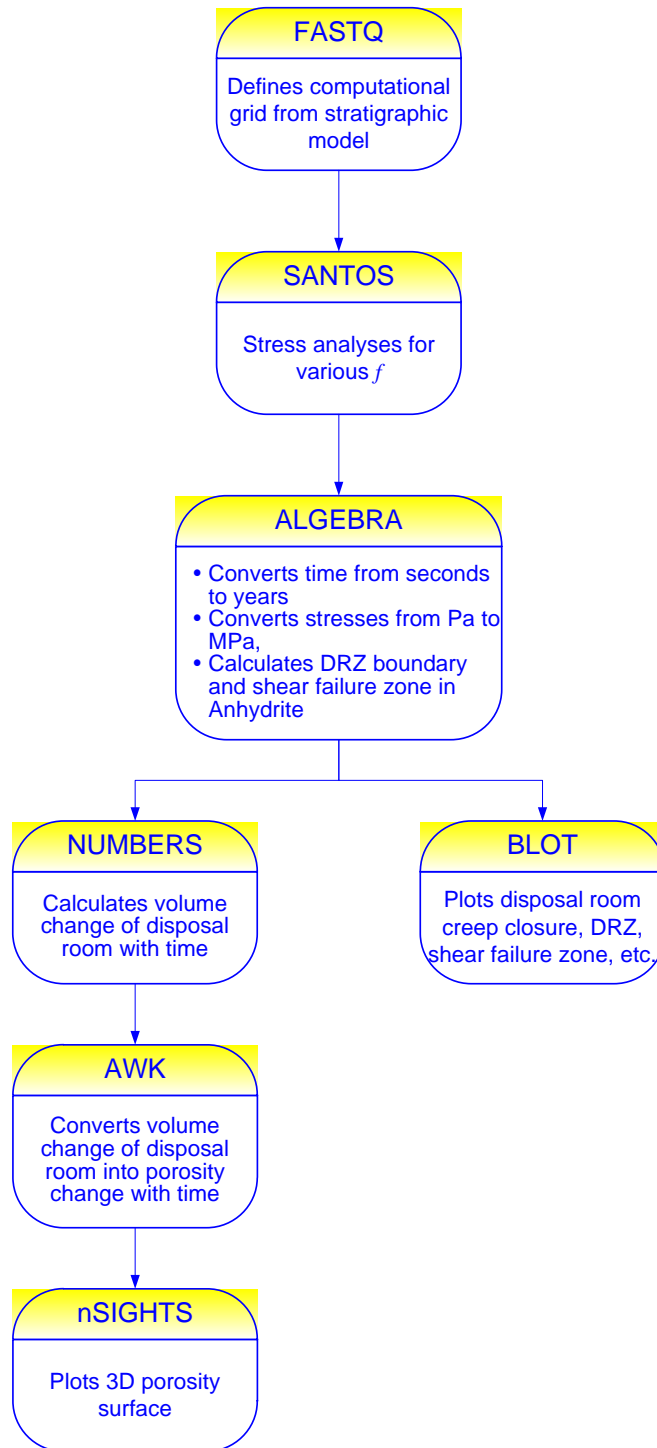 FASTQ
Defines computational
grid from stratigraphic
model
SANTOS
Stress analyses for
various f
ALGEBRA
• Converts time from seconds
to years
• Converts stresses from Pa to
MPa,
• Calculates DRZ boundary
and shear failure zone in
Anhydrite
NUMBERS
Calculates volume
change of disposal
room with time
BLOT
Plots disposal room
creep closure, DRZ,
shear failure zone, etc.
AWK
Converts volume
change of disposal
room into porosity
change with time
nSIGHTS
Plots 3D porosity
surface